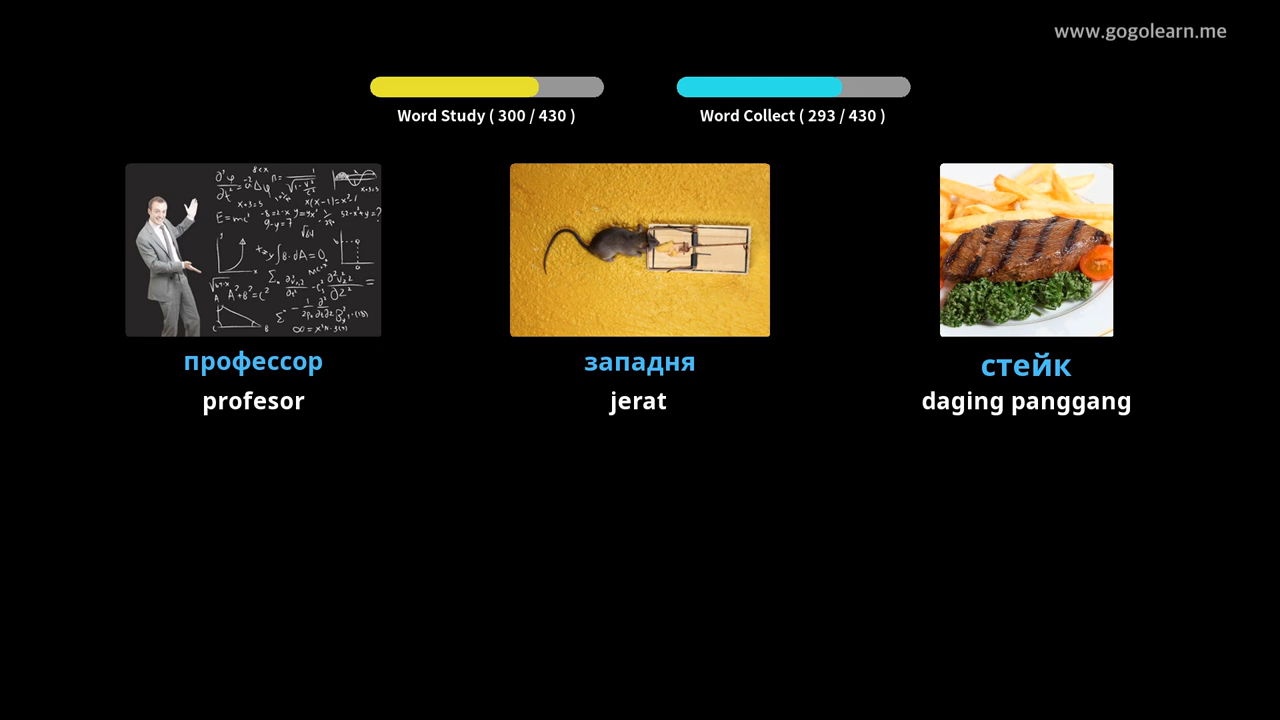 www.gogolearn.me
Word Study ( 300 / 430 )
Word Collect ( 293 / 430 )
профессор
западня
стейк
profesor
jerat
daging panggang